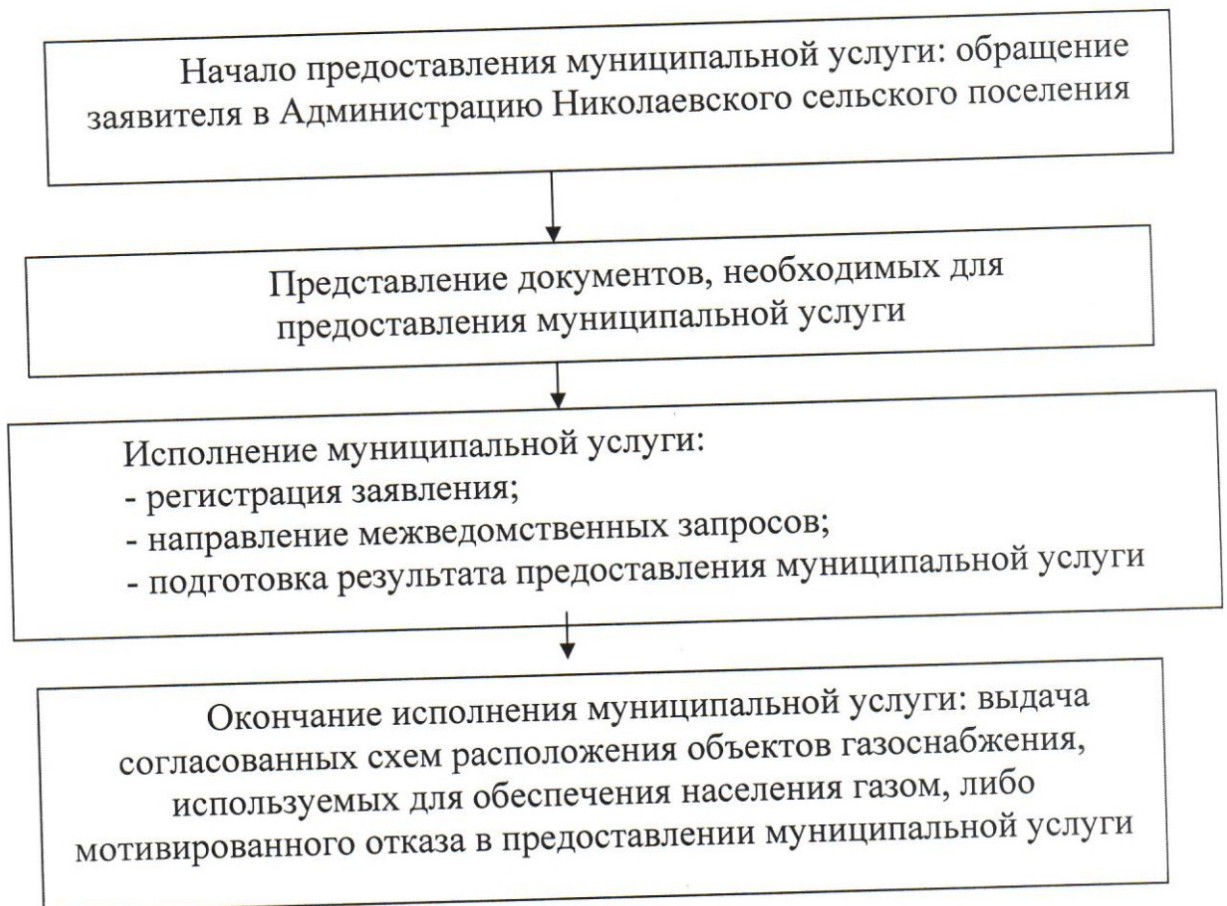 Начало предоставления муниципальной услуги: обращение
заявителя в Администрацию Николаевского сельского поселения
Представление документов, необходимых для
предоставления муниципальной услуги
Исполнение муниципальной услуги:
- регистрация заявления;
- направление межведомственных запросов;
- подготовка результата предоставления муниципальной услуги
Окончание исполнения муниципальной услуги: выдача
согласованных схем расположения объектов газоснабжения,
используемых для обеспечения населения газом, либо
мотивированного отказа в предоставлении муниципальной услуги